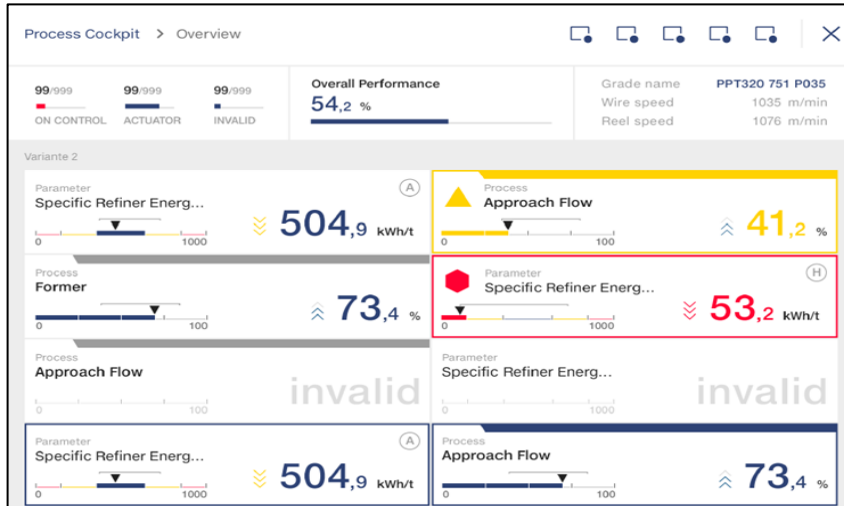 Process Cockpit > Overview
99/999 99/999 99/999
ON CONTROL ACTUATOR INVALID
Overall Performance
54,2 %
Grade name PPT320 751 P035
Wire speed 1035 m/min
Reel speed 1076 m/min
Variante 2
Parameter A
Specific Refiner Energ...
504,9 kWh/t
0 1000
Process
Approach Flow
41,2 %
0 100
Process
Former
73,4 %
0 100
Parameter H
Specific Refiner Energ...
53,2 kWh/t
0 1000
Process
Approach Flow
invalid
0 100
Parameter
Specific Refiner Energ...
invalid
0 1000
Parameter A
Specific Refiner Energ...
504,9 kWh/t
0 1000
Process
Approach Flow
73,4 %
0 100